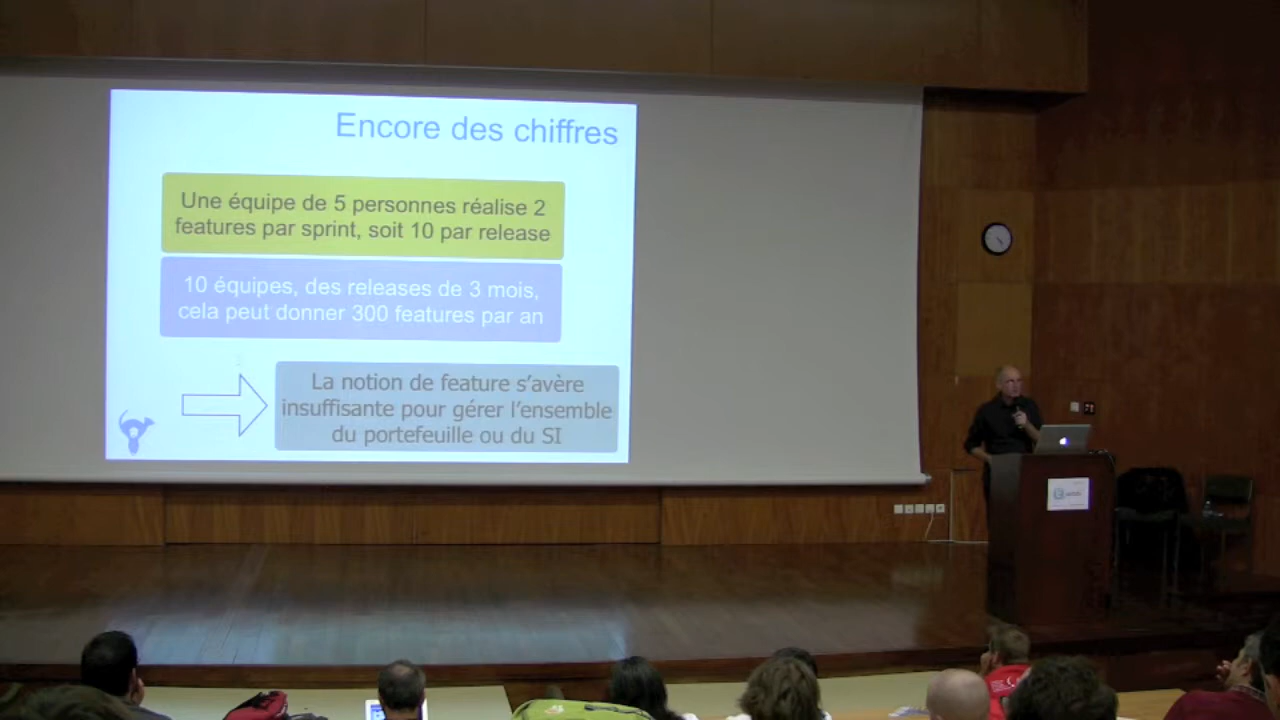 Encore des chiffres
Une équipe de 5 personnes réalise 2
features par sprint, soit 10 par release
10 équipes, des releases de 3 mois,
cela peut donner 300 features par an
La notion de feature s'avère
insuffisante pour gérer l'ensemble
du portefeuille ou du SI